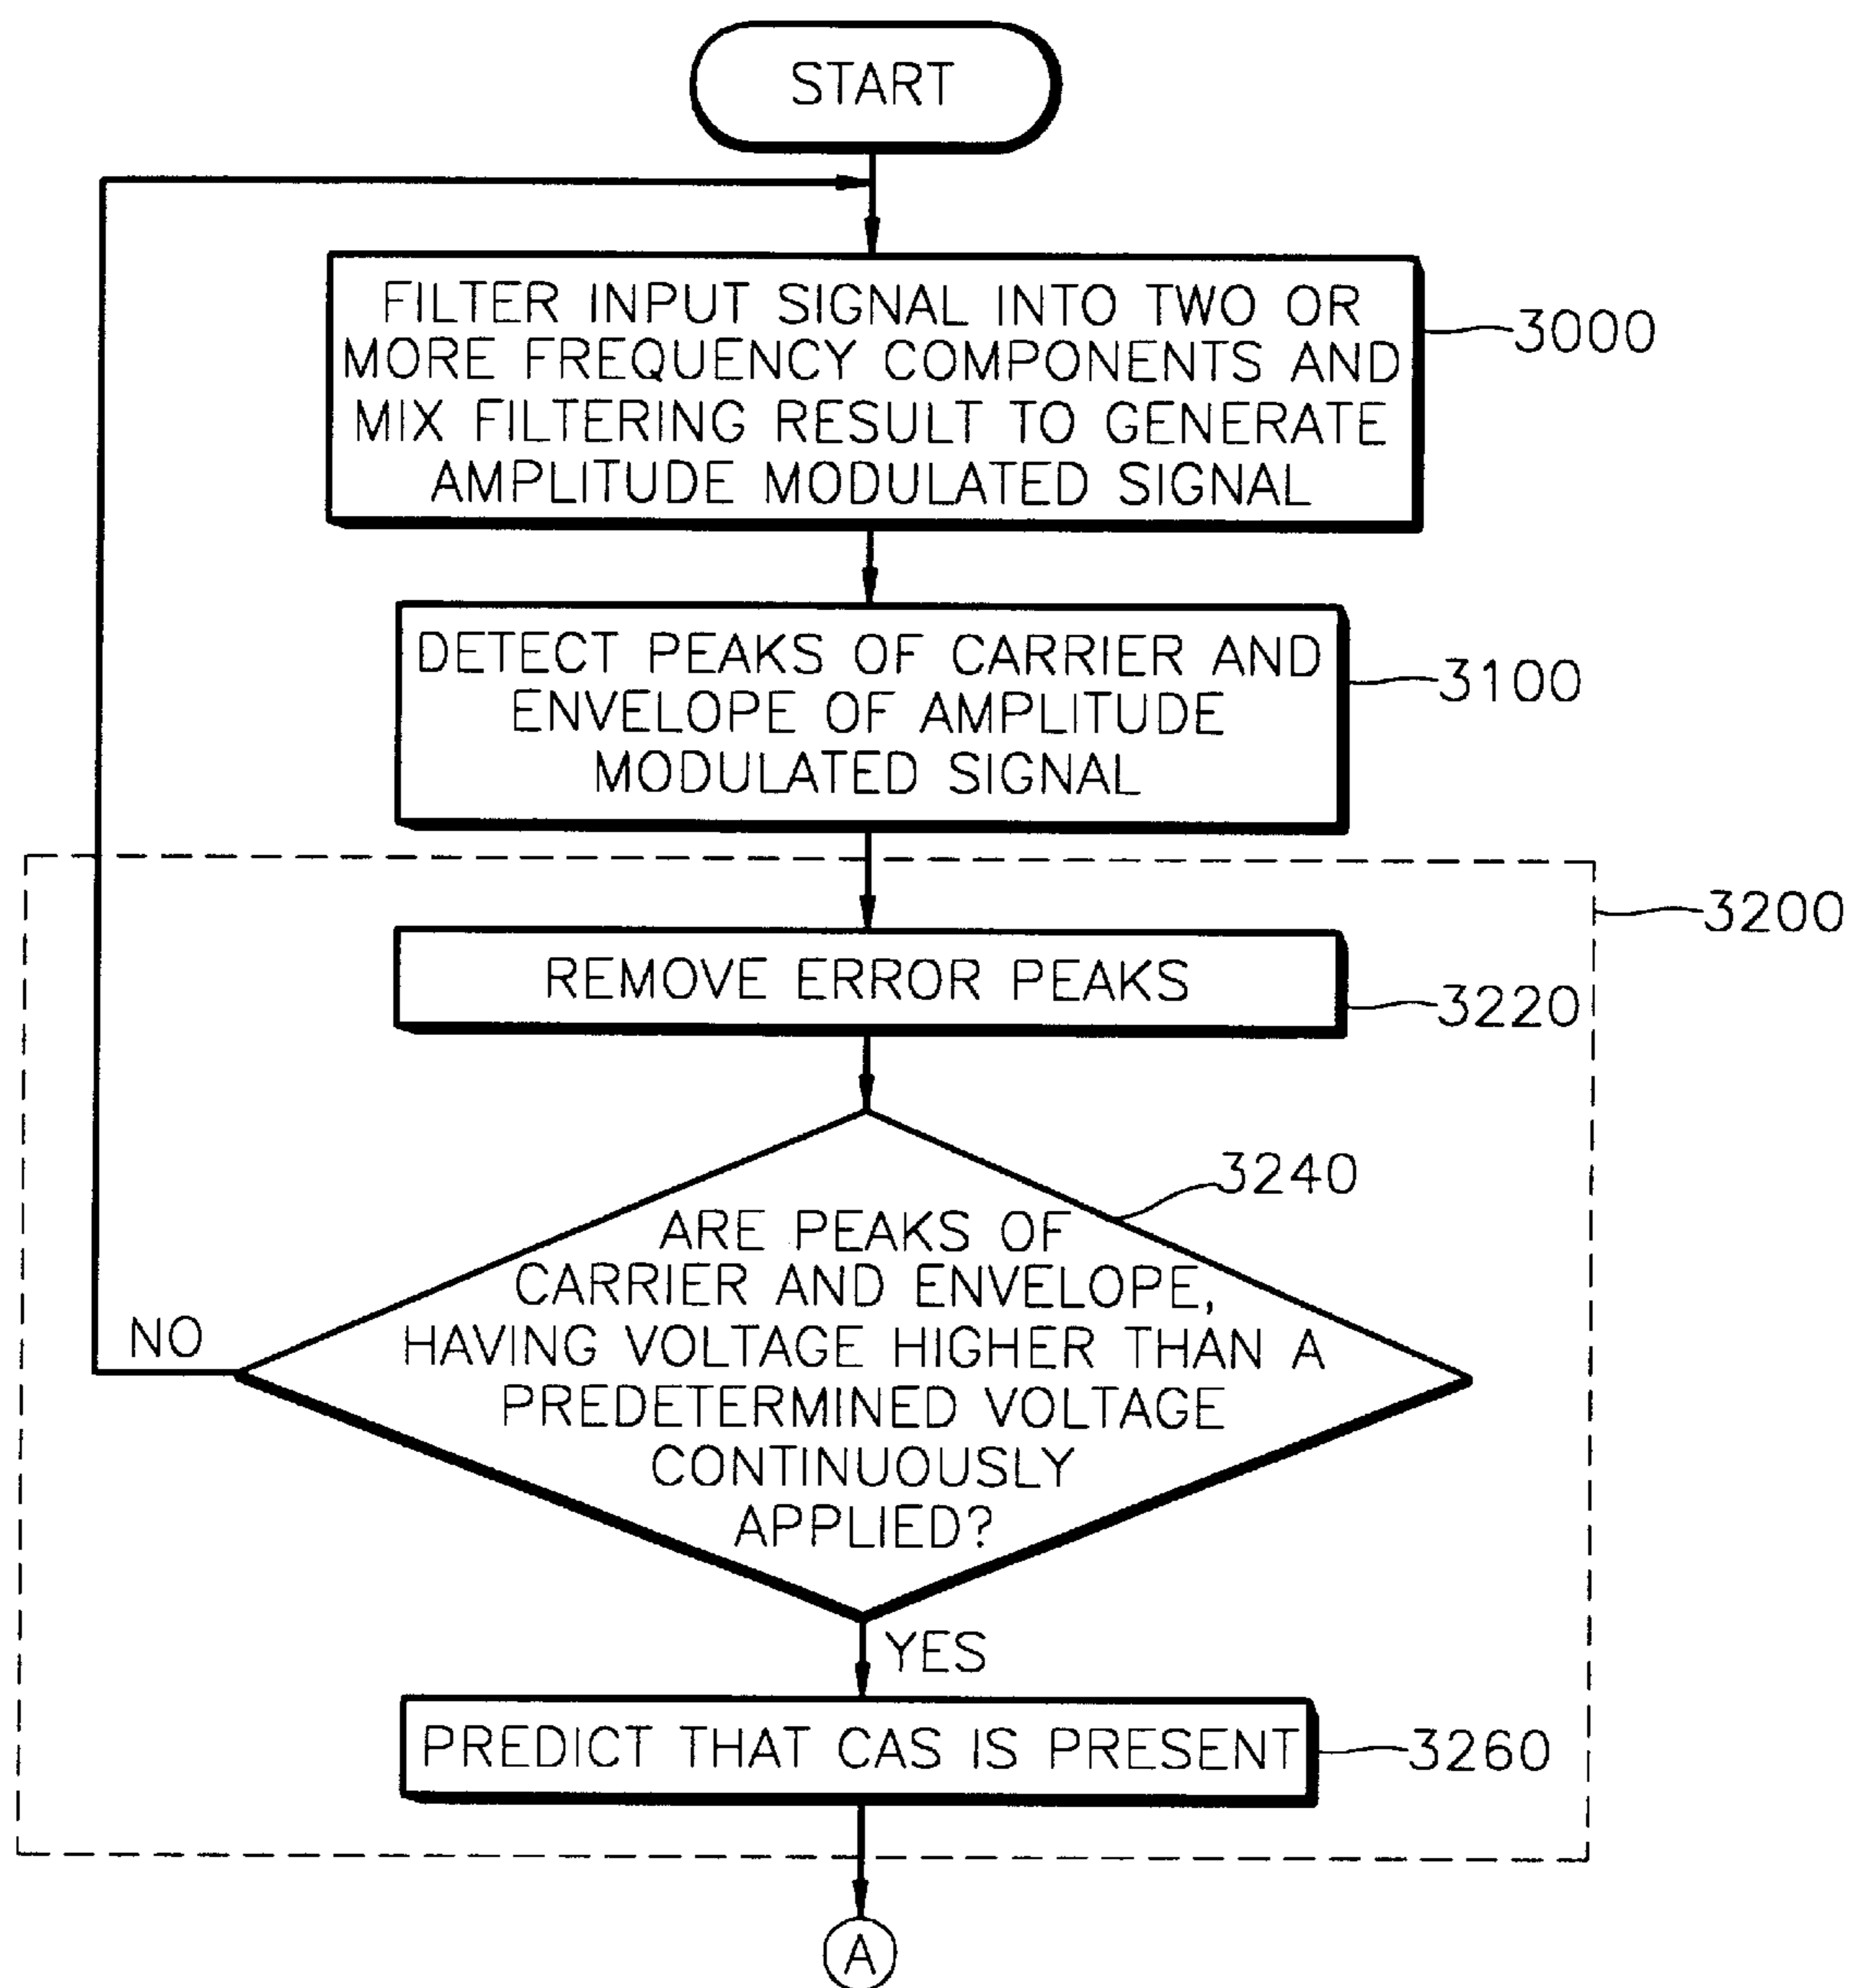 START
FILTER INPUT SIGNAL INTO TWO OR
MORE FREQUENCY COMPONENTS AND
MIX FILTERING RESULT TO GENERATE
AMPLITUDE MODULATED SIGNAL
3000
DETECT PEAKS OF CARRIER AND
ENVELOPE OF AMPLITUDE
MODULATED SIGNAL
3100
3200
REMOVE ERROR PEAKS
3220
3240
ARE PEAKS OF
CARRIER AND ENVELOPE,
HAVING VOLTAGE HIGHER THAN A
PREDETERMINED VOLTAGE
CONTINUOUSLY
APPLIED?
NO
YES
PREDICT THAT CAS IS PRESENT
3260
A